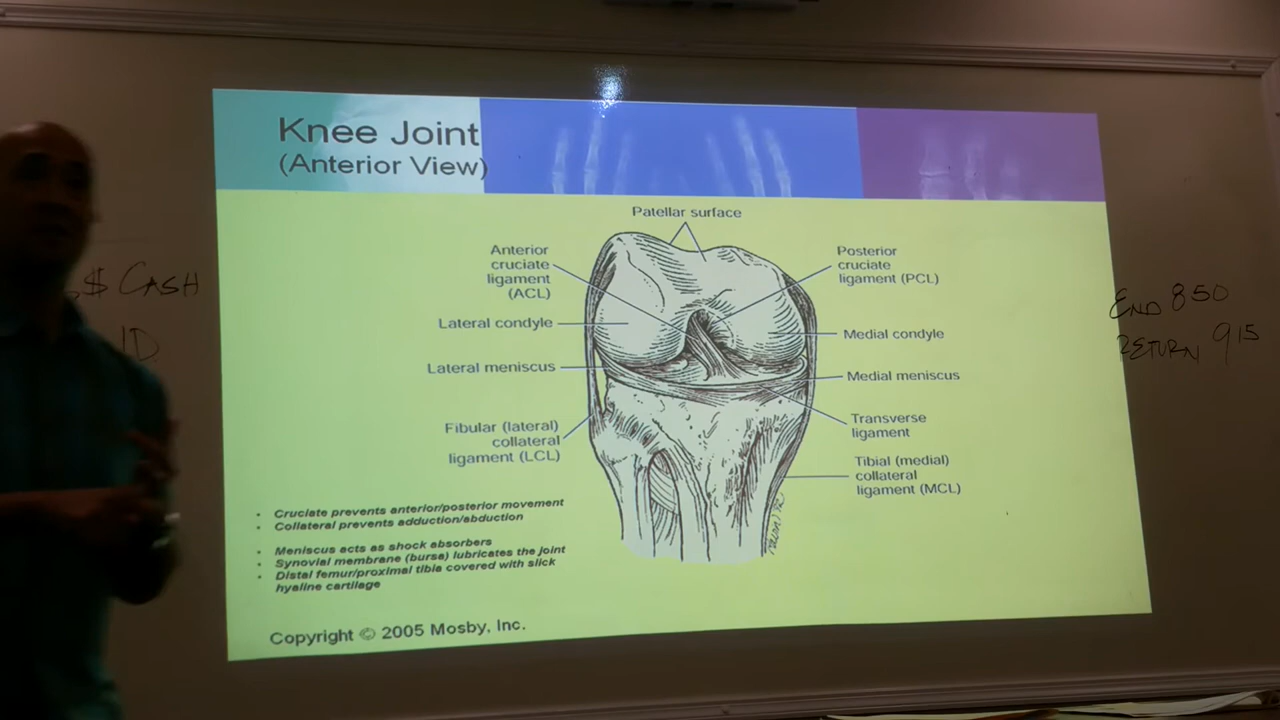 Knee Joint
(Anterior View)
Patellar surface
Anterior
cruciate
ligament
(ACL)
Posterior
cruciate
ligament (PCL)
Lateral condyle
Medial condyle
Lateral meniscus
Medial meniscus
Fibular (lateral)
collateral
ligament (LCL)
Transverse
ligament
Tibial (medial)
collateral
ligament (MCL)
• Cruciate prevents anterior/posterior movement
• Collateral prevents adduction/abduction
• Meniscus acts as shock absorbers
• Synovial membrane (bursa) lubricates the joint
• Distal femur/proximal tibia covered with slick
hyaline cartilage
Copyright © 2005 Mosby, Inc.
$ CASH
ID
END 850
RETURN 915